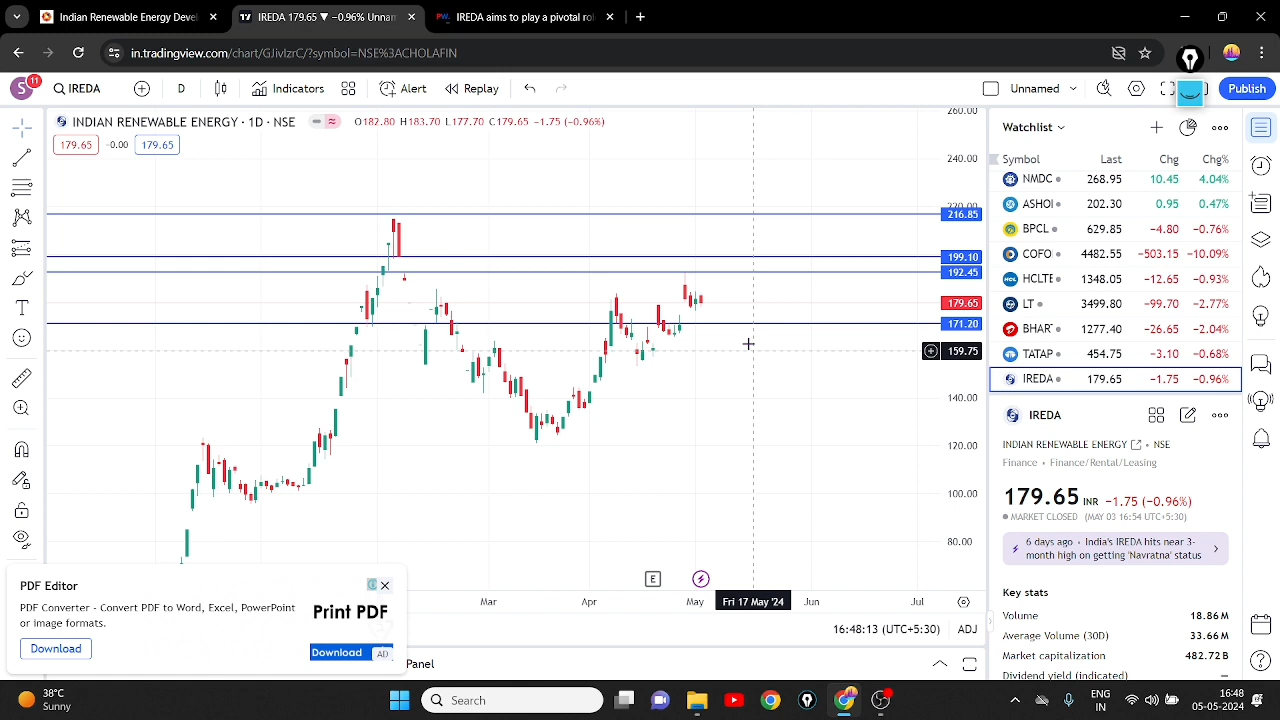 Indian Renewable Energy Devel
IREDA 179.65 ▼ −0.96% Unnam
IREDA aims to play a pivotal rol
in.tradingview.com/chart/GJivIzrC/?symbol=NSE%3ACHOLAFIN
S 11 IREDA D Indicators Alert Replay Unnamed Publish
INDIAN RENEWABLE ENERGY · 1D · NSE O182.80 H183.70 L177.70 C179.65 −1.75 (−0.96%)
179.65 -0.00 179.65
260.00
240.00
220.00
216.85
199.10
192.45
179.65
171.20
159.75
140.00
120.00
100.00
80.00
E
Mar Apr May Fri 17 May '24 Jun Jul
16:48:13 (UTC+5:30) ADJ
Panel
Watchlist
Symbol Last Chg Chg%
NMDC 268.95 10.45 4.04%
ASHOI 202.30 0.95 0.47%
BPCL 629.85 −4.80 −0.76%
COFO 4482.55 −503.15 −10.09%
HCLTE 1348.05 −12.65 −0.93%
LT 3499.80 −99.70 −2.77%
BHAR 1277.40 −26.65 −2.04%
TATAP 454.75 −3.10 −0.68%
IREDA 179.65 −1.75 −0.96%
IREDA
INDIAN RENEWABLE ENERGY • NSE
Finance • Finance/Rental/Leasing
179.65 INR −1.75 (−0.96%)
MARKET CLOSED (MAY 03 16:54 UTC+5:30)
6 days ago • India's IREDA hits near 3-
month high on getting 'Navratna' status
Key stats
Volume 18.86 M
Average Volume (30D) 33.66 M
Market capitalization 482.72 B
Dividends yield (indicated) —
PDF Editor
PDF Converter - Convert PDF to Word, Excel, PowerPoint
or image formats.
Download
Print PDF
Download AD
38°C
Sunny
Search
ENG
IN
16:48
05-05-2024